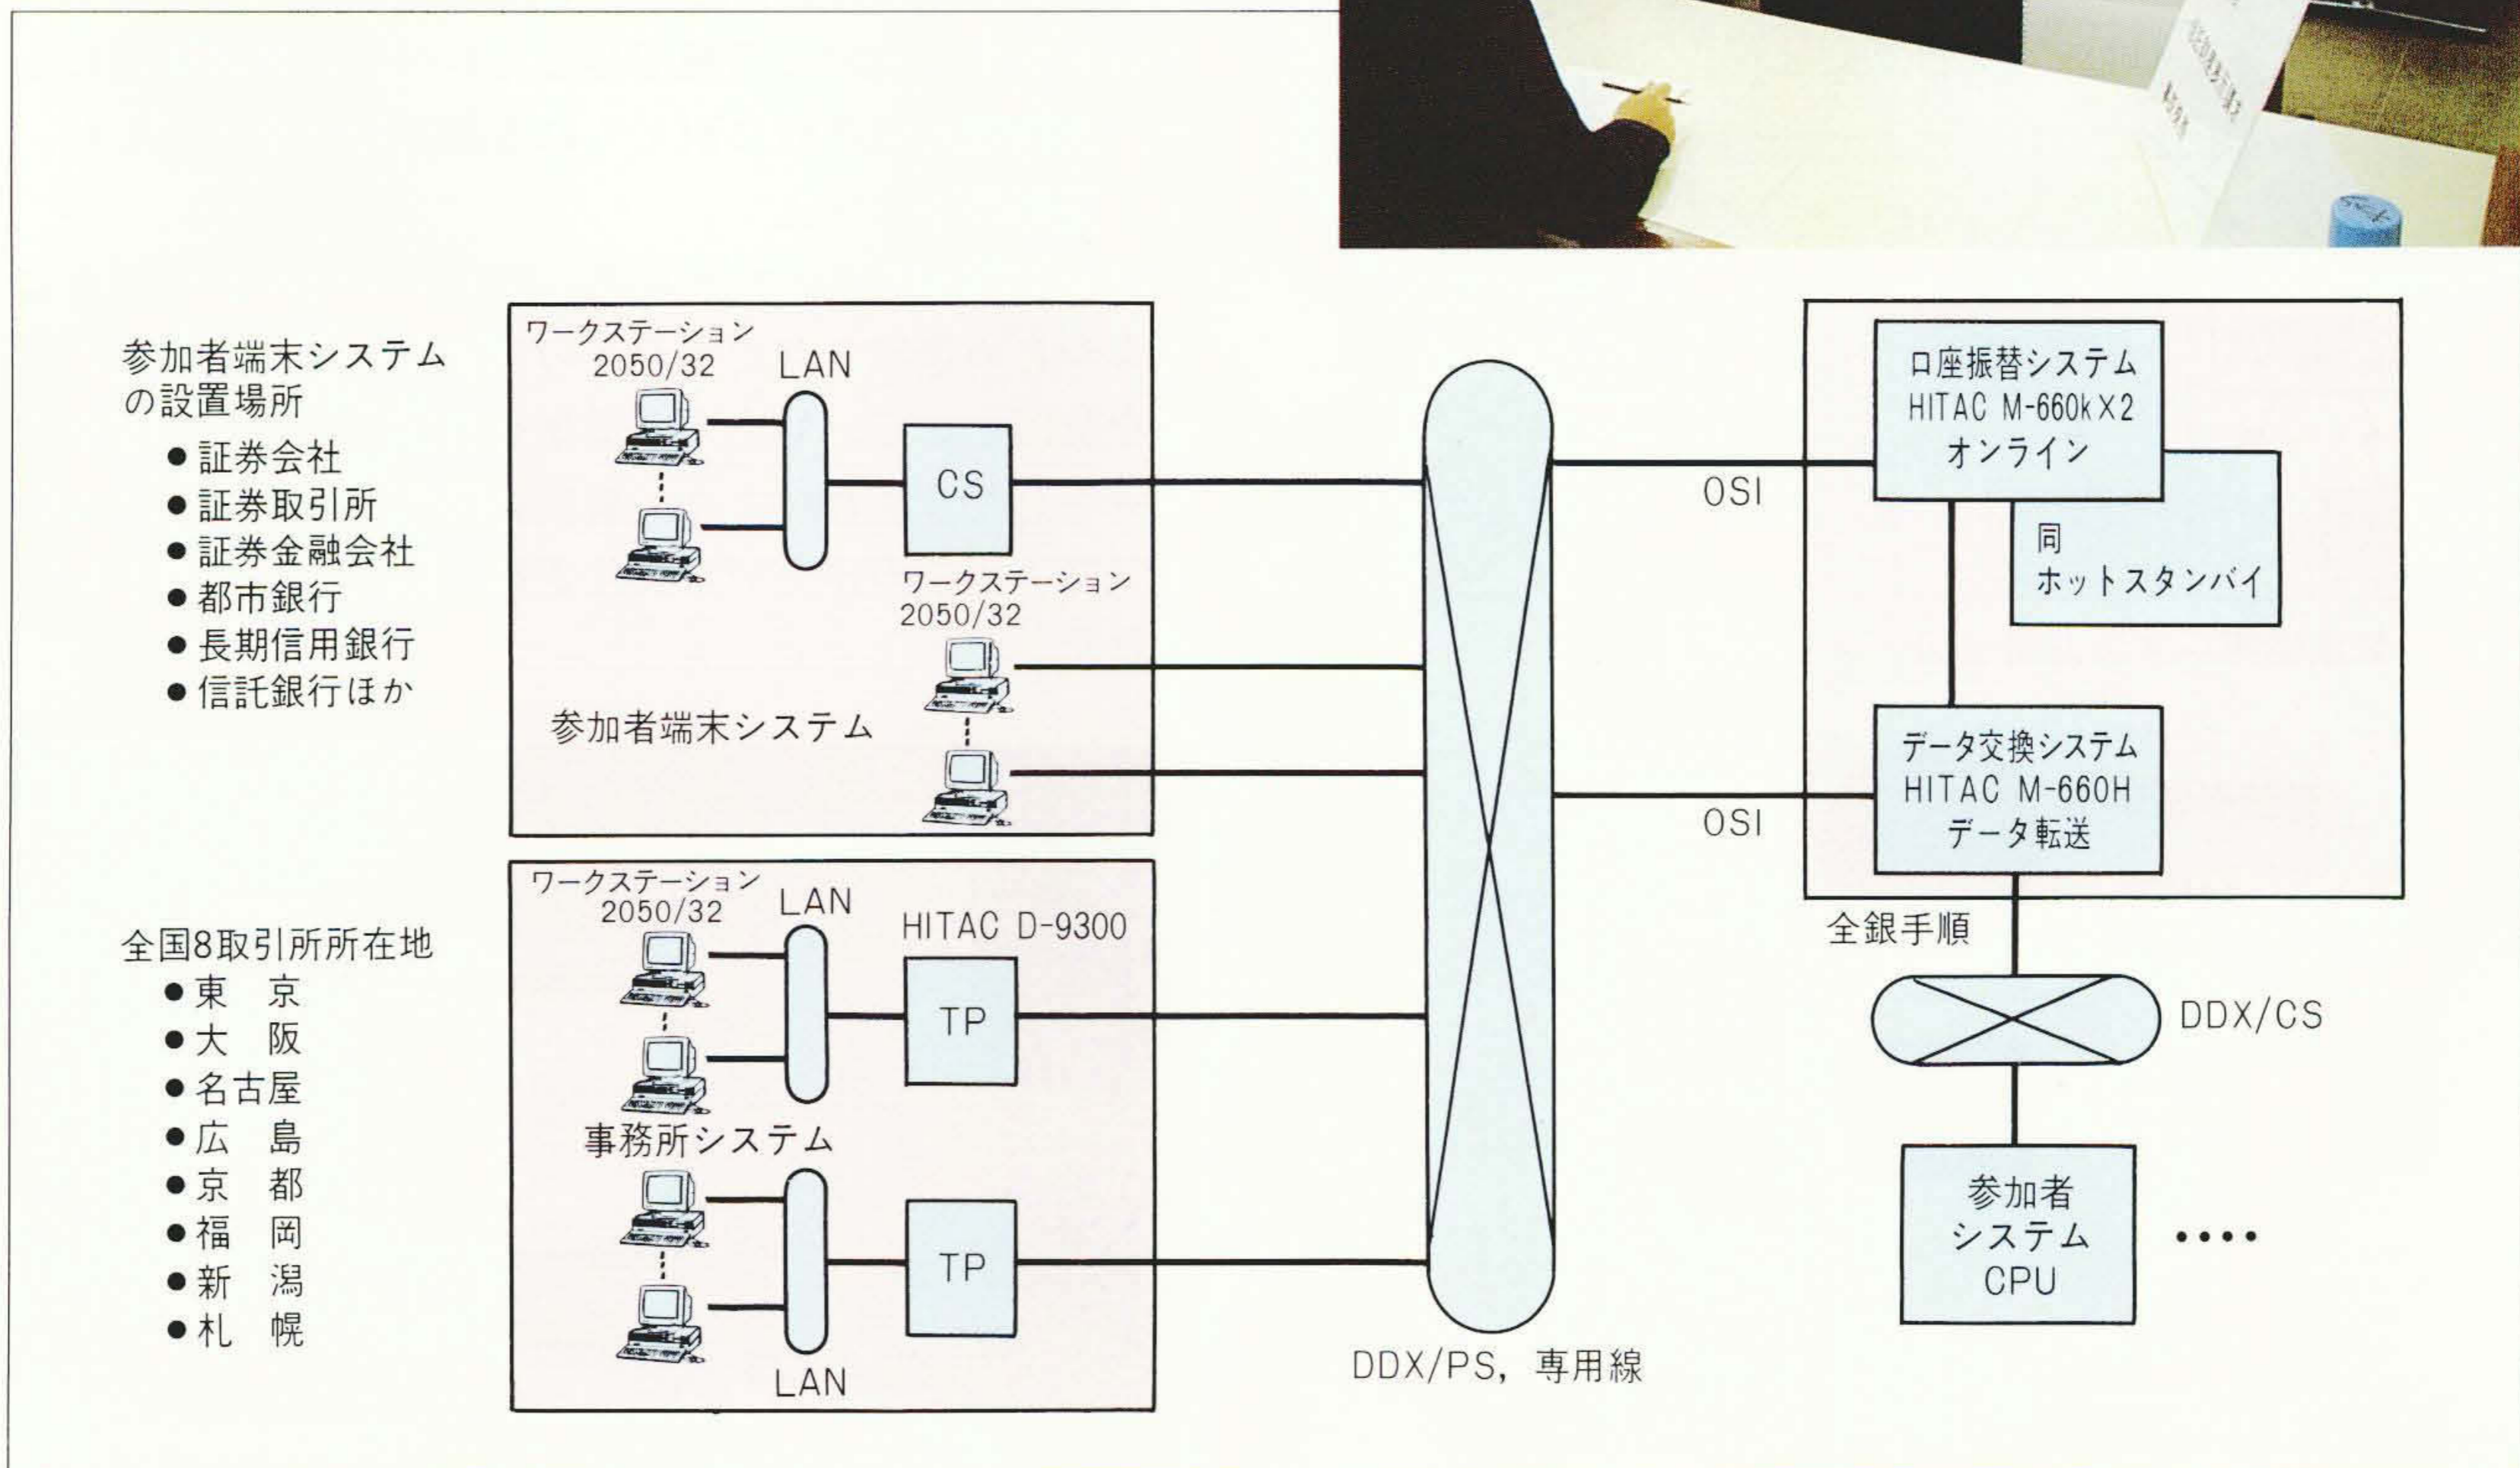 参加者端末システム
の設置場所
●証券会社
●証券取引所
●証券金融会社
●都市銀行
●長期信用銀行
●信託銀行ほか
ワークステーション
2050/32
LAN
CS
ワークステーション
2050/32
参加者端末システム
全国8取引所所在地
●東　京
●大　阪
●名古屋
●広　島
●京　都
●福　岡
●新　潟
●札　幌
ワークステーション
2050/32
LAN
HITAC D-9300
TP
事務所システム
TP
LAN
DDX/PS, 専用線
OSI
OSI
口座振替システム
HITAC M-660k×2
オンライン
同
ホットスタンバイ
データ交換システム
HITAC M-660H
データ転送
全銀手順
DDX/CS
参加者
システム
CPU
‥‥